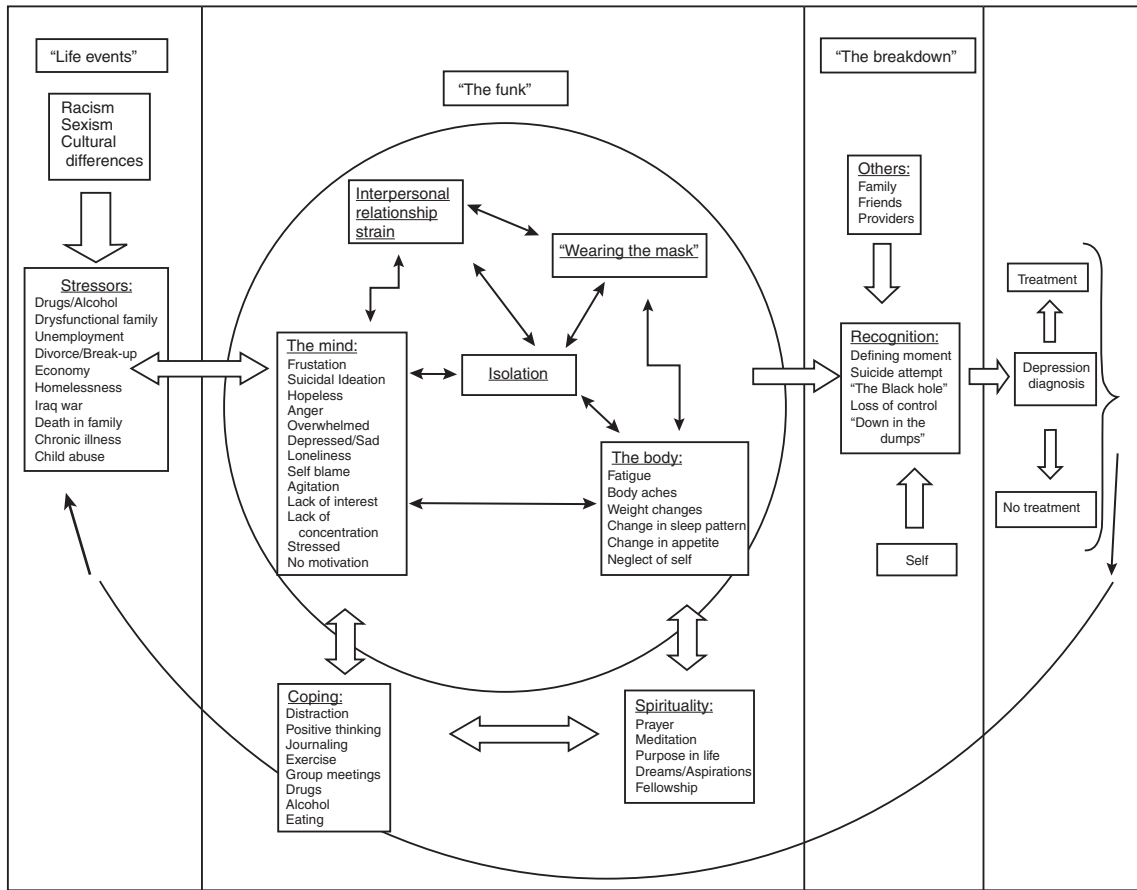 “Life events”
Racism
Sexism
Cultural
differences
Stressors:
Drugs/Alcohol
Drysfunctional family
Unemployment
Divorce/Break-up
Economy
Homelessness
Iraq war
Death in family
Chronic illness
Child abuse
“The funk”
Interpersonal
relationship
strain
“Wearing the mask”
The mind:
Frustation
Suicidal Ideation
Hopeless
Anger
Overwhelmed
Depressed/Sad
Loneliness
Self blame
Agitation
Lack of interest
Lack of
concentration
Stressed
No motivation
Isolation
The body:
Fatigue
Body aches
Weight changes
Change in sleep pattern
Change in appetite
Neglect of self
Coping:
Distraction
Positive thinking
Journaling
Exercise
Group meetings
Drugs
Alcohol
Eating
Spirituality:
Prayer
Meditation
Purpose in life
Dreams/Aspirations
Fellowship
“The breakdown”
Others:
Family
Friends
Providers
Recognition:
Defining moment
Suicide attempt
“The Black hole”
Loss of control
“Down in the
dumps”
Self
Treatment
Depression
diagnosis
No treatment